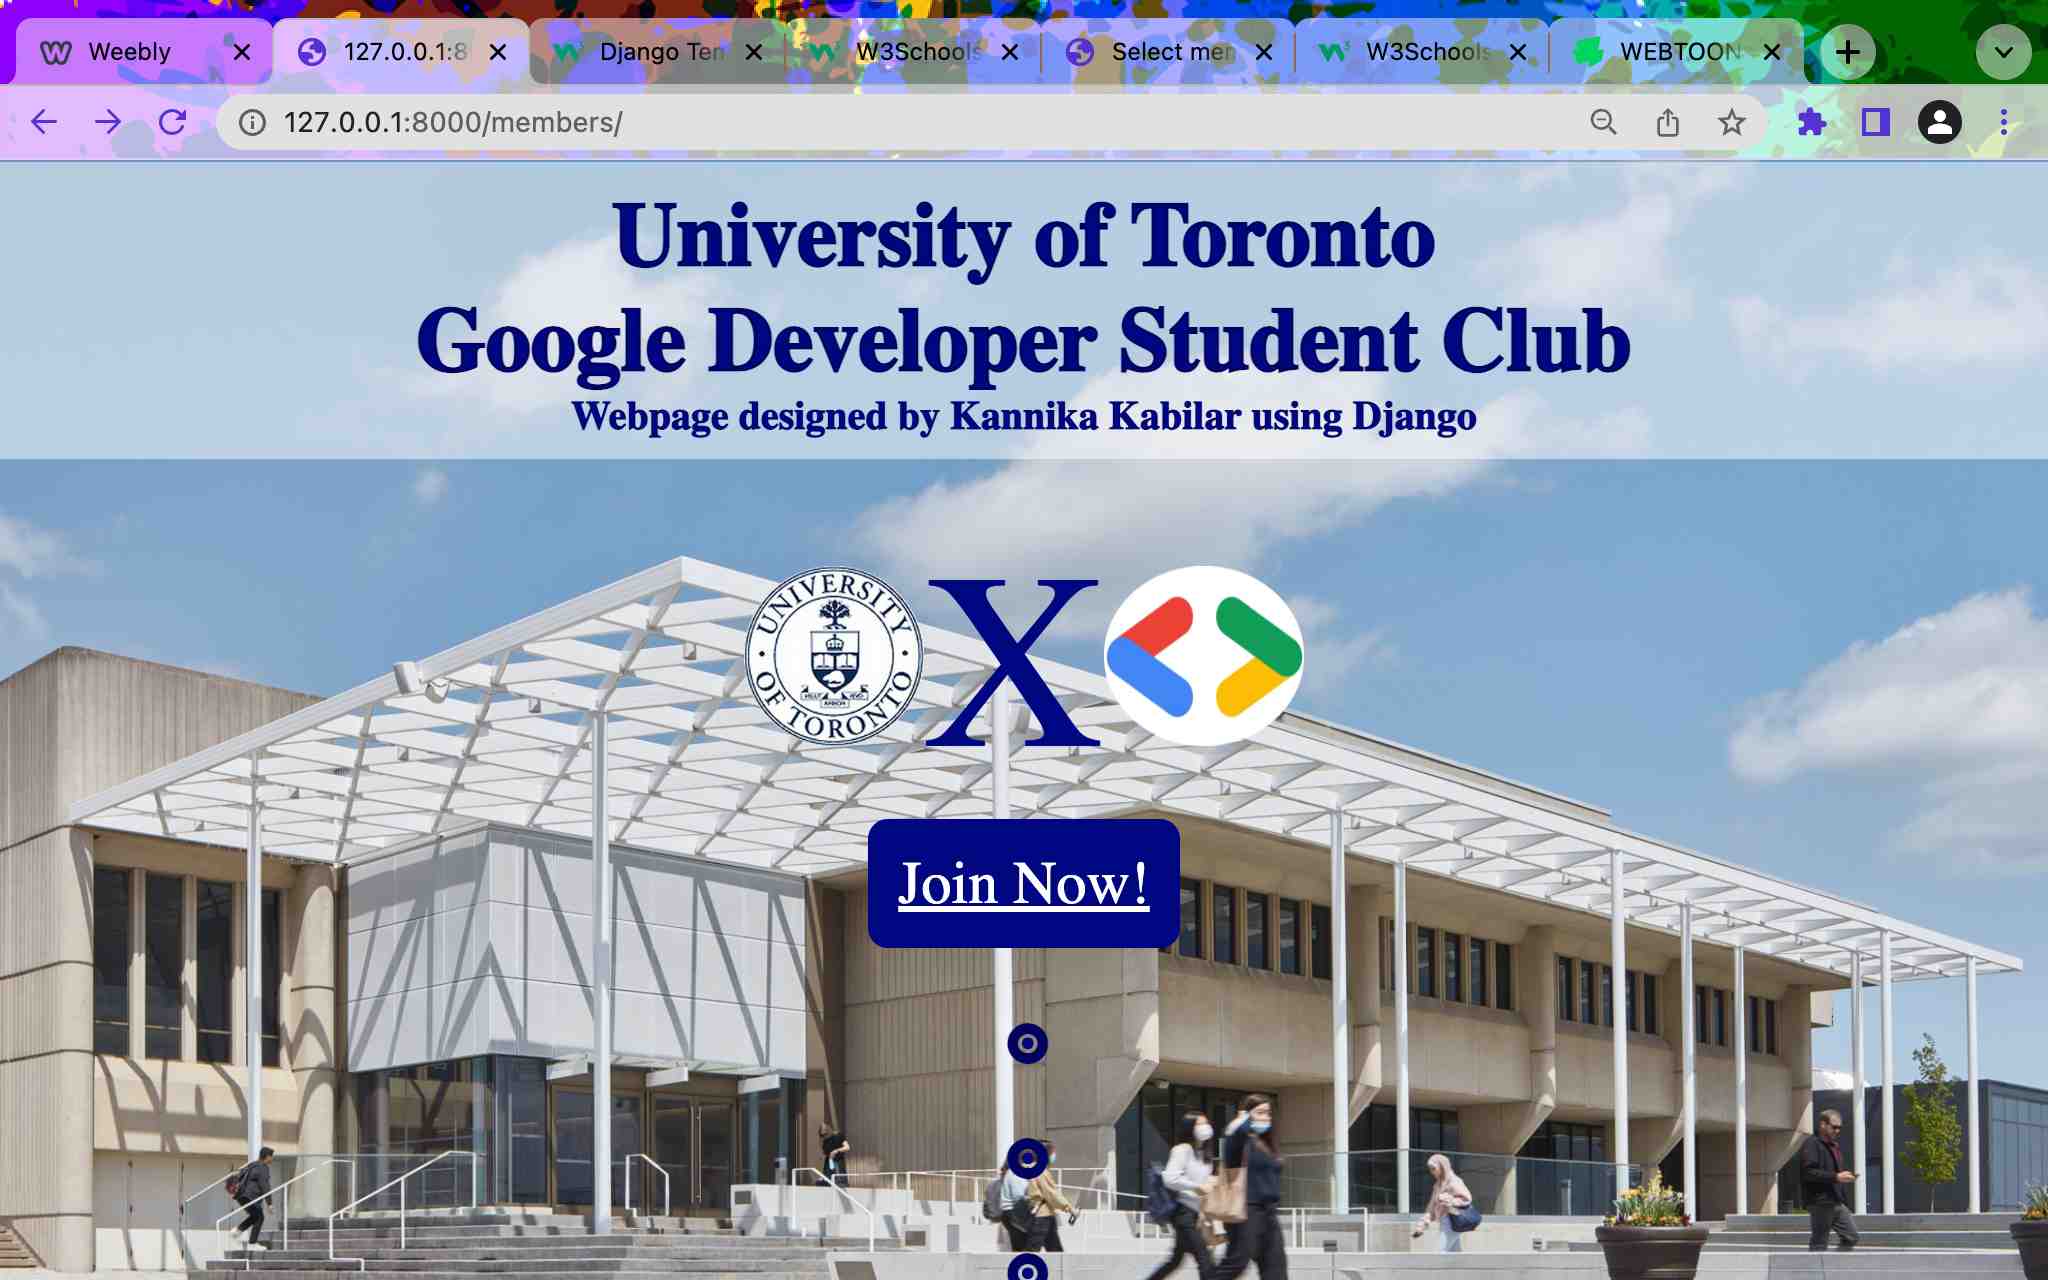 Weebly
127.0.0.1:8
Django Ten
W3Schools
Select mem
W3Schools
WEBTOON
127.0.0.1:8000/members/
University of Toronto
Google Developer Student Club
Webpage designed by Kannika Kabilar using Django
UNIVERSITY
OF TORONTO
X
Join Now!